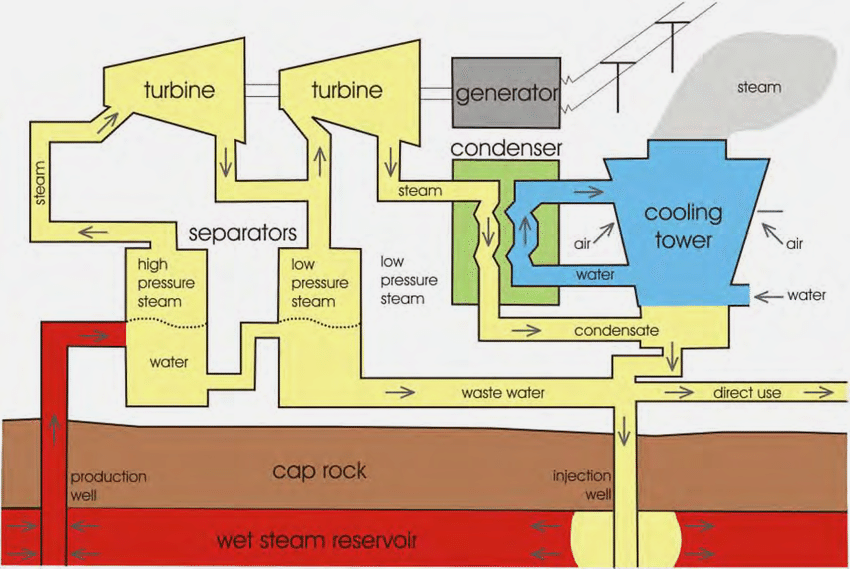 turbine
turbine
generator
steam
condenser
steam
steam
cooling
tower
separators
air
air
high
pressure
steam
low
pressure
steam
low
pressure
steam
water
water
condensate
water
waste water
direct use
production
well
cap rock
injection
well
wet steam reservoir